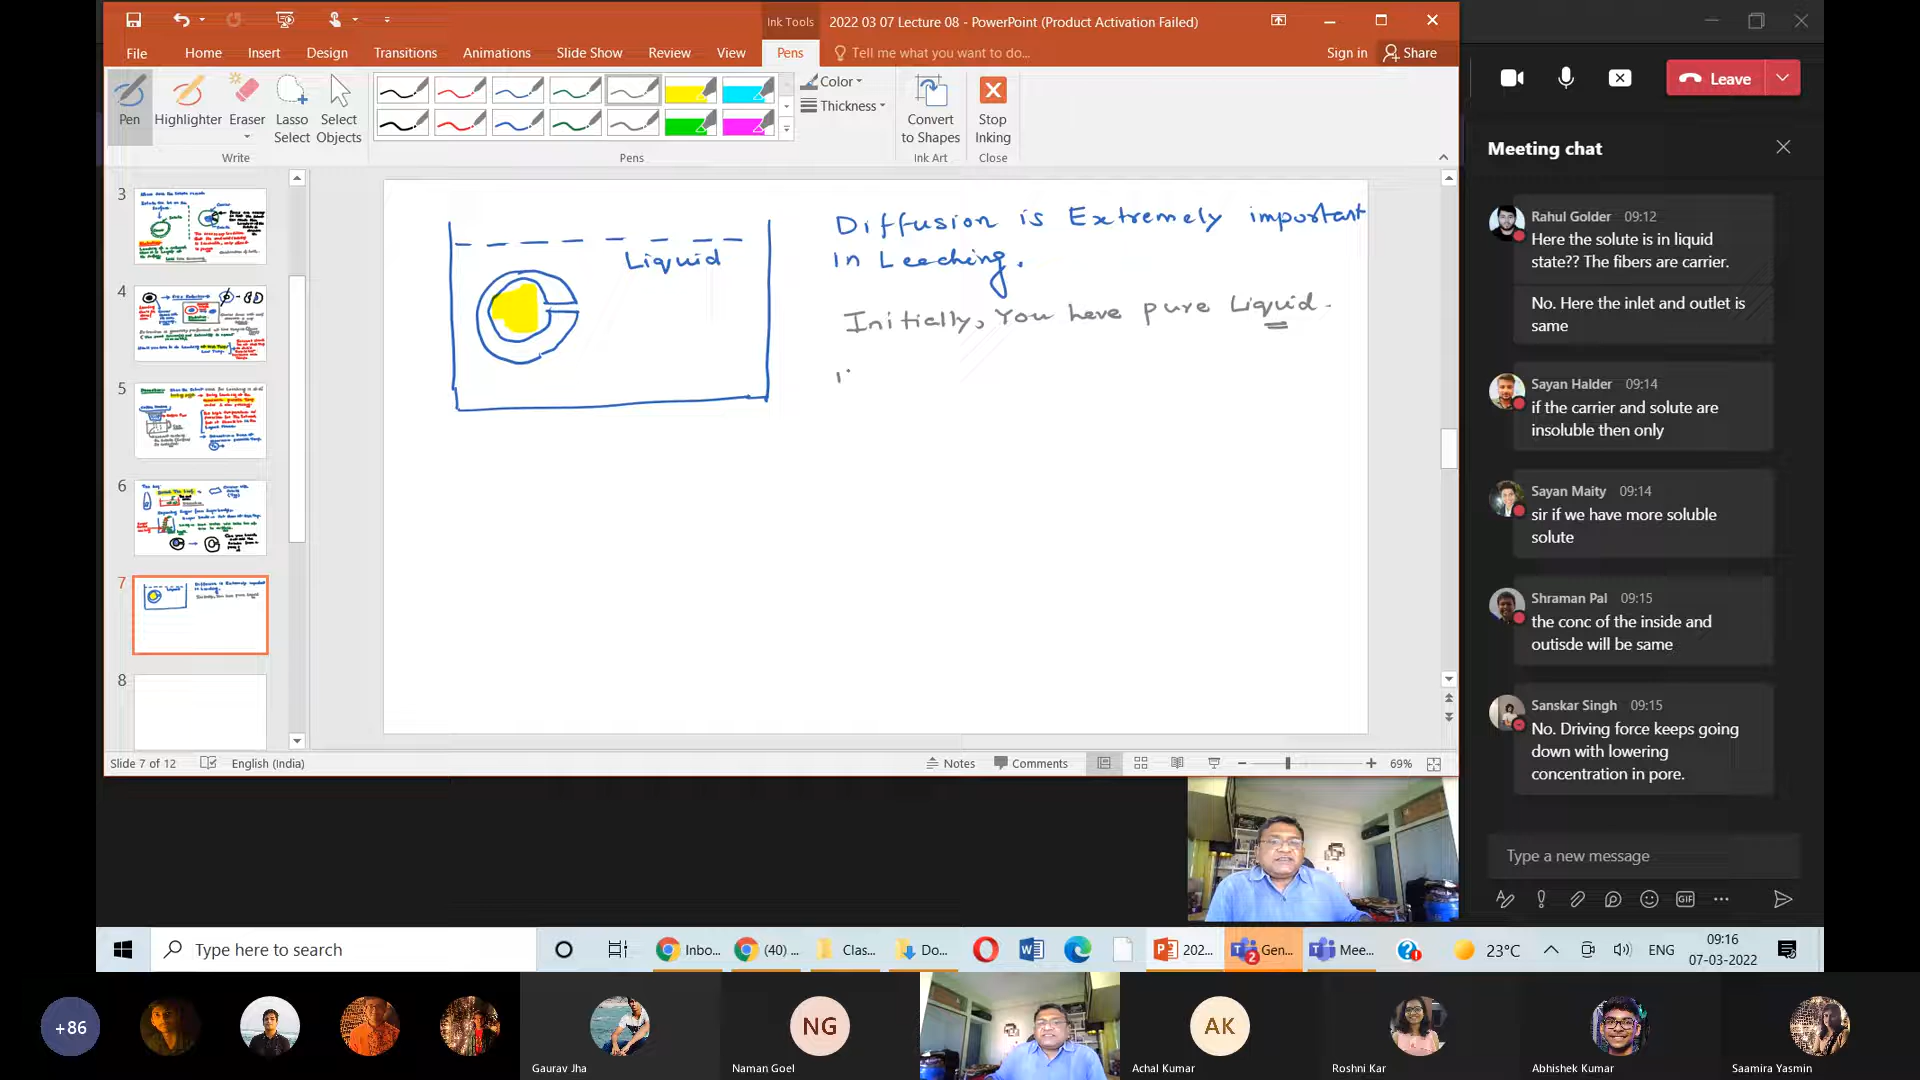 Ink Tools
2022 03 07 Lecture 08 - PowerPoint (Product Activation Failed)
File
Home
Insert
Design
Transitions
Animations
Slide Show
Review
View
Pens
Tell me what you want to do...
Sign in
Share
Pen
Highlighter
Eraser
Lasso Select
Select Objects
Write
Pens
Color
Thickness
Convert to Shapes
Ink Art
Stop Inking
Close
3
4
5
6
7
8
Liquid
Diffusion is Extremely important
in Leaching.
Initially, You have pure Liquid.
Slide 7 of 12
English (India)
Notes
Comments
69%
Leave
Meeting chat
Rahul Golder 09:12
Here the solute is in liquid
state?? The fibers are carrier.
No. Here the inlet and outlet is
same
Sayan Halder 09:14
if the carrier and solute are
insoluble then only
Sayan Maity 09:14
sir if we have more soluble
solute
Shraman Pal 09:15
the conc of the inside and
outisde will be same
Sanskar Singh 09:15
No. Driving force keeps going
down with lowering
concentration in pore.
Type a new message
GIF
Type here to search
Inbo...
(40) ...
Clas...
Do...
202...
2
Gen...
Mee...
23°C
ENG
09:16
07-03-2022
+86
NG
AK
Gaurav Jha
Naman Goel
Achal Kumar
Roshni Kar
Abhishek Kumar
Saamira Yasmin